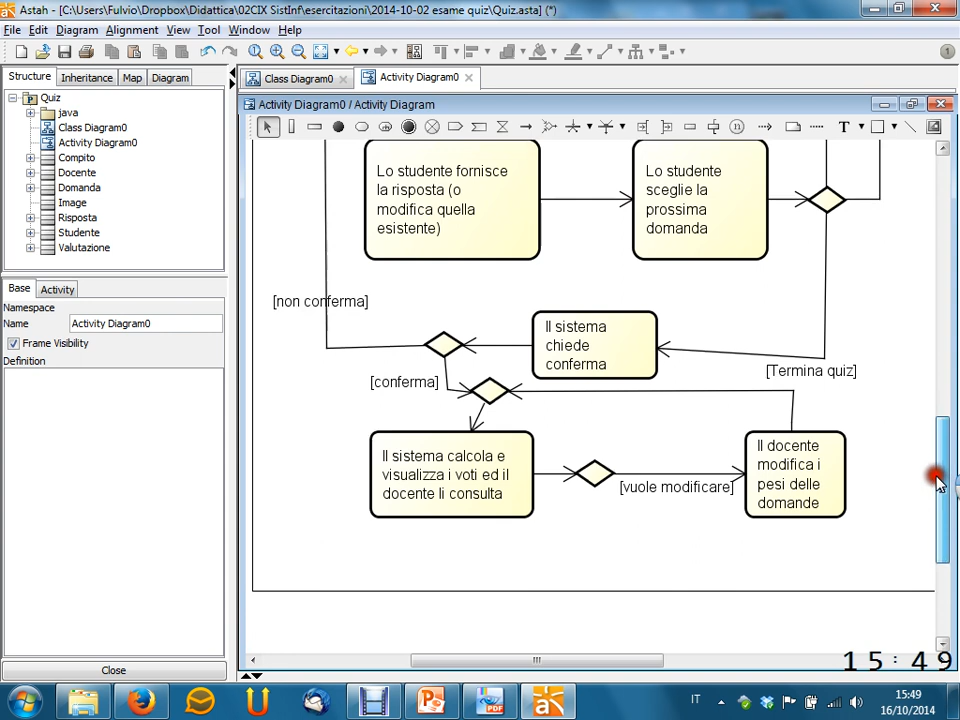 Astah - [C:\Users\Fulvio\Dropbox\Didattica\02CIX SistInf\esercitazioni\2014-10-02 esame quiz\Quiz.asta] (*)
File Edit Diagram Alignment View Tool Window Help
1
Structure Inheritance Map Diagram
Class Diagram0 Activity Diagram0
Quiz
java
Class Diagram0
Activity Diagram0
Compito
Docente
Domanda
Image
Risposta
Studente
Valutazione
Base Activity
Namespace
Name Activity Diagram0
Frame Visibility
Definition
Close
Activity Diagram0 / Activity Diagram
Lo studente fornisce
la risposta (o
modifica quella
esistente)
Lo studente
sceglie la
prossima
domanda
[non conferma]
Il sistema
chiede
conferma
[Termina quiz]
[conferma]
Il sistema calcola e
visualizza i voti ed il
docente li consulta
[vuole modificare]
Il docente
modifica i
pesi delle
domande
15:49
IT
15:49
16/10/2014